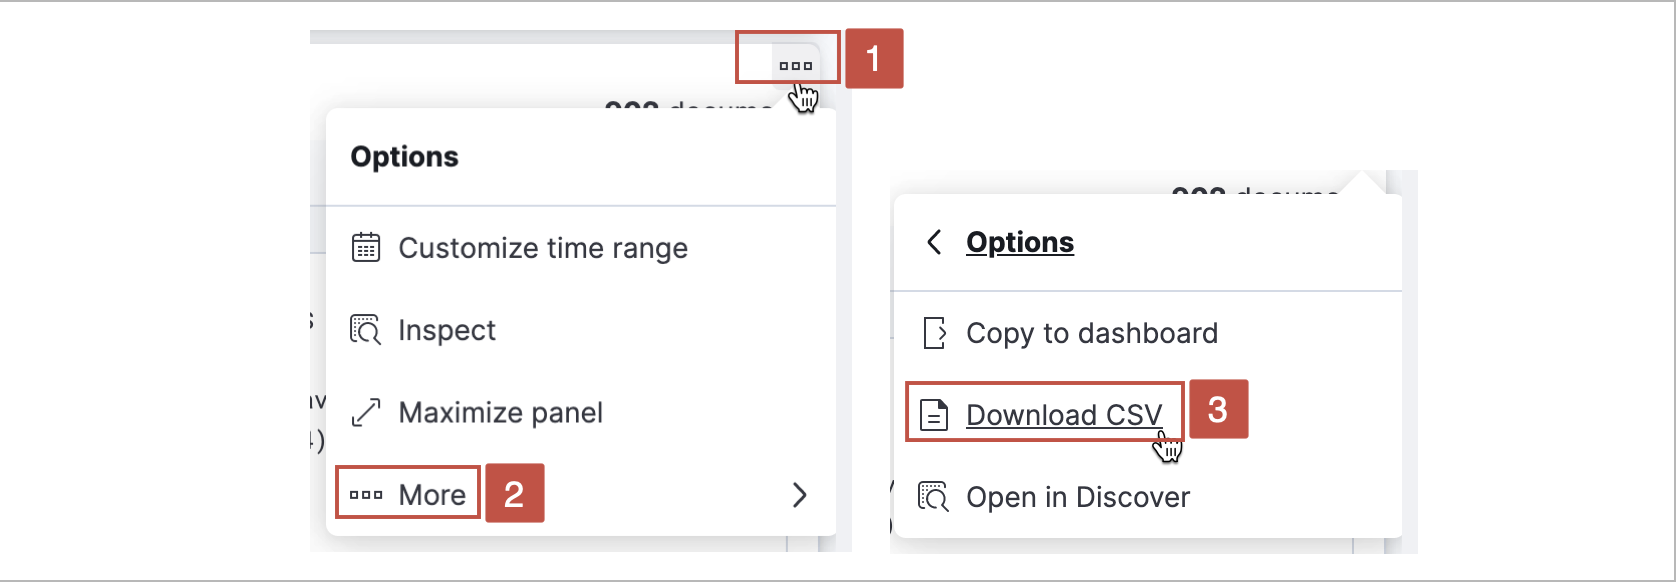 1
Options
Customize time range
Inspect
Maximize panel
More
2
Options
Copy to dashboard
Download CSV
3
Open in Discover